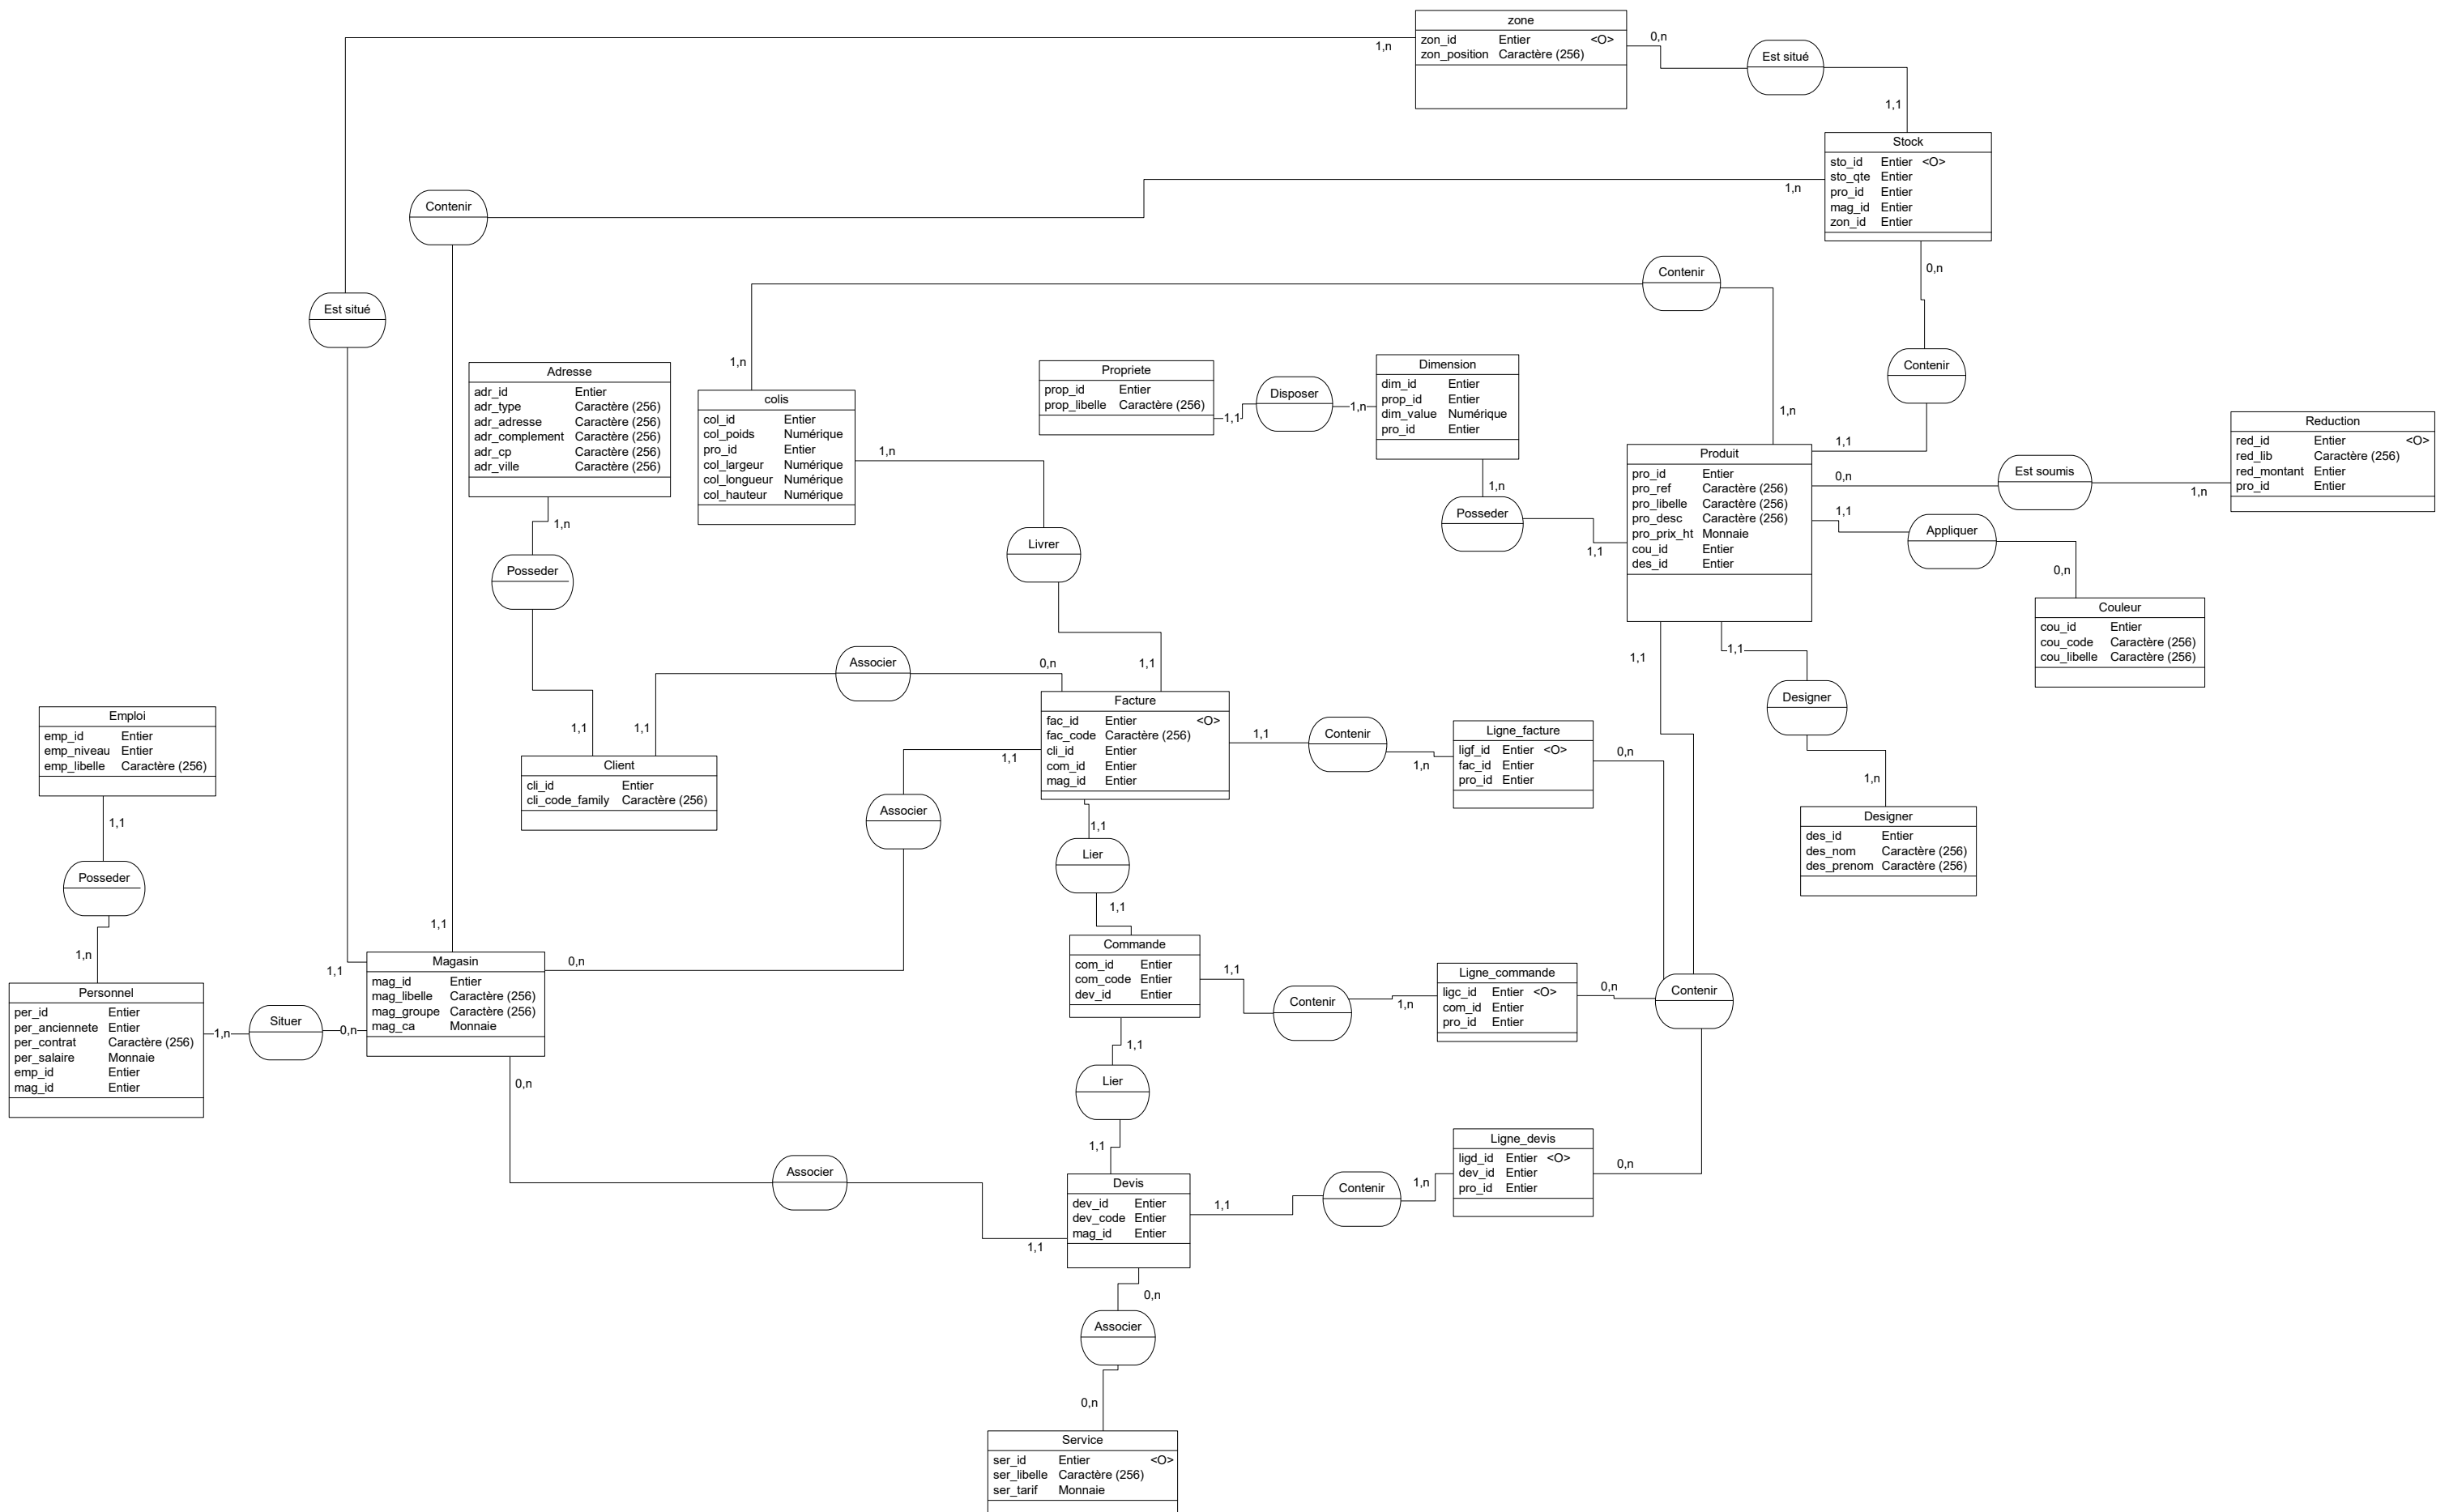 zone
zon_id Entier <O>
zon_position Caractère (256)
1,n
0,n
Est situé
1,1
Stock
sto_id Entier <O>
sto_qte Entier
pro_id Entier
mag_id Entier
zon_id Entier
Contenir
1,n
0,n
Contenir
Est situé
Contenir
1,n
1,n
1,1
Adresse
adr_id Entier
adr_type Caractère (256)
adr_adresse Caractère (256)
adr_complement Caractère (256)
adr_cp Caractère (256)
adr_ville Caractère (256)
1,n
colis
col_id Entier
col_poids Numérique
pro_id Entier
col_largeur Numérique
col_longueur Numérique
col_hauteur Numérique
1,n
Propriete
prop_id Entier
prop_libelle Caractère (256)
1,1
Disposer
1,n
Dimension
dim_id Entier
prop_id Entier
dim_value Numérique
pro_id Entier
1,n
Posseder
1,1
Produit
pro_id Entier
pro_ref Caractère (256)
pro_libelle Caractère (256)
pro_desc Caractère (256)
pro_prix_ht Monnaie
cou_id Entier
des_id Entier
0,n
Est soumis
1,n
Reduction
red_id Entier <O>
red_lib Caractère (256)
red_montant Entier
pro_id Entier
1,1
Appliquer
0,n
Couleur
cou_id Entier
cou_code Caractère (256)
cou_libelle Caractère (256)
Posseder
1,1
Livrer
1,1
Associer
0,n
1,1
1,1
1,1
Designer
1,n
Designer
des_id Entier
des_nom Caractère (256)
des_prenom Caractère (256)
Emploi
emp_id Entier
emp_niveau Entier
emp_libelle Caractère (256)
1,1
Posseder
1,n
Client
cli_id Entier
cli_code_family Caractère (256)
Facture
fac_id Entier <O>
fac_code Caractère (256)
cli_id Entier
com_id Entier
mag_id Entier
1,1
Associer
1,1
Contenir
1,n
Ligne_facture
ligf_id Entier <O>
fac_id Entier
pro_id Entier
0,n
1,1
Lier
1,1
Personnel
per_id Entier
per_anciennete Entier
per_contrat Caractère (256)
per_salaire Monnaie
emp_id Entier
mag_id Entier
1,n
Situer
0,n
1,1
1,1
Magasin
mag_id Entier
mag_libelle Caractère (256)
mag_groupe Caractère (256)
mag_ca Monnaie
0,n
0,n
Commande
com_id Entier
com_code Entier
dev_id Entier
1,1
Contenir
1,n
Ligne_commande
ligc_id Entier <O>
com_id Entier
pro_id Entier
0,n
Contenir
1,1
Lier
1,1
Associer
1,1
Devis
dev_id Entier
dev_code Entier
mag_id Entier
1,1
Contenir
1,n
Ligne_devis
ligd_id Entier <O>
dev_id Entier
pro_id Entier
0,n
0,n
Associer
0,n
Service
ser_id Entier <O>
ser_libelle Caractère (256)
ser_tarif Monnaie